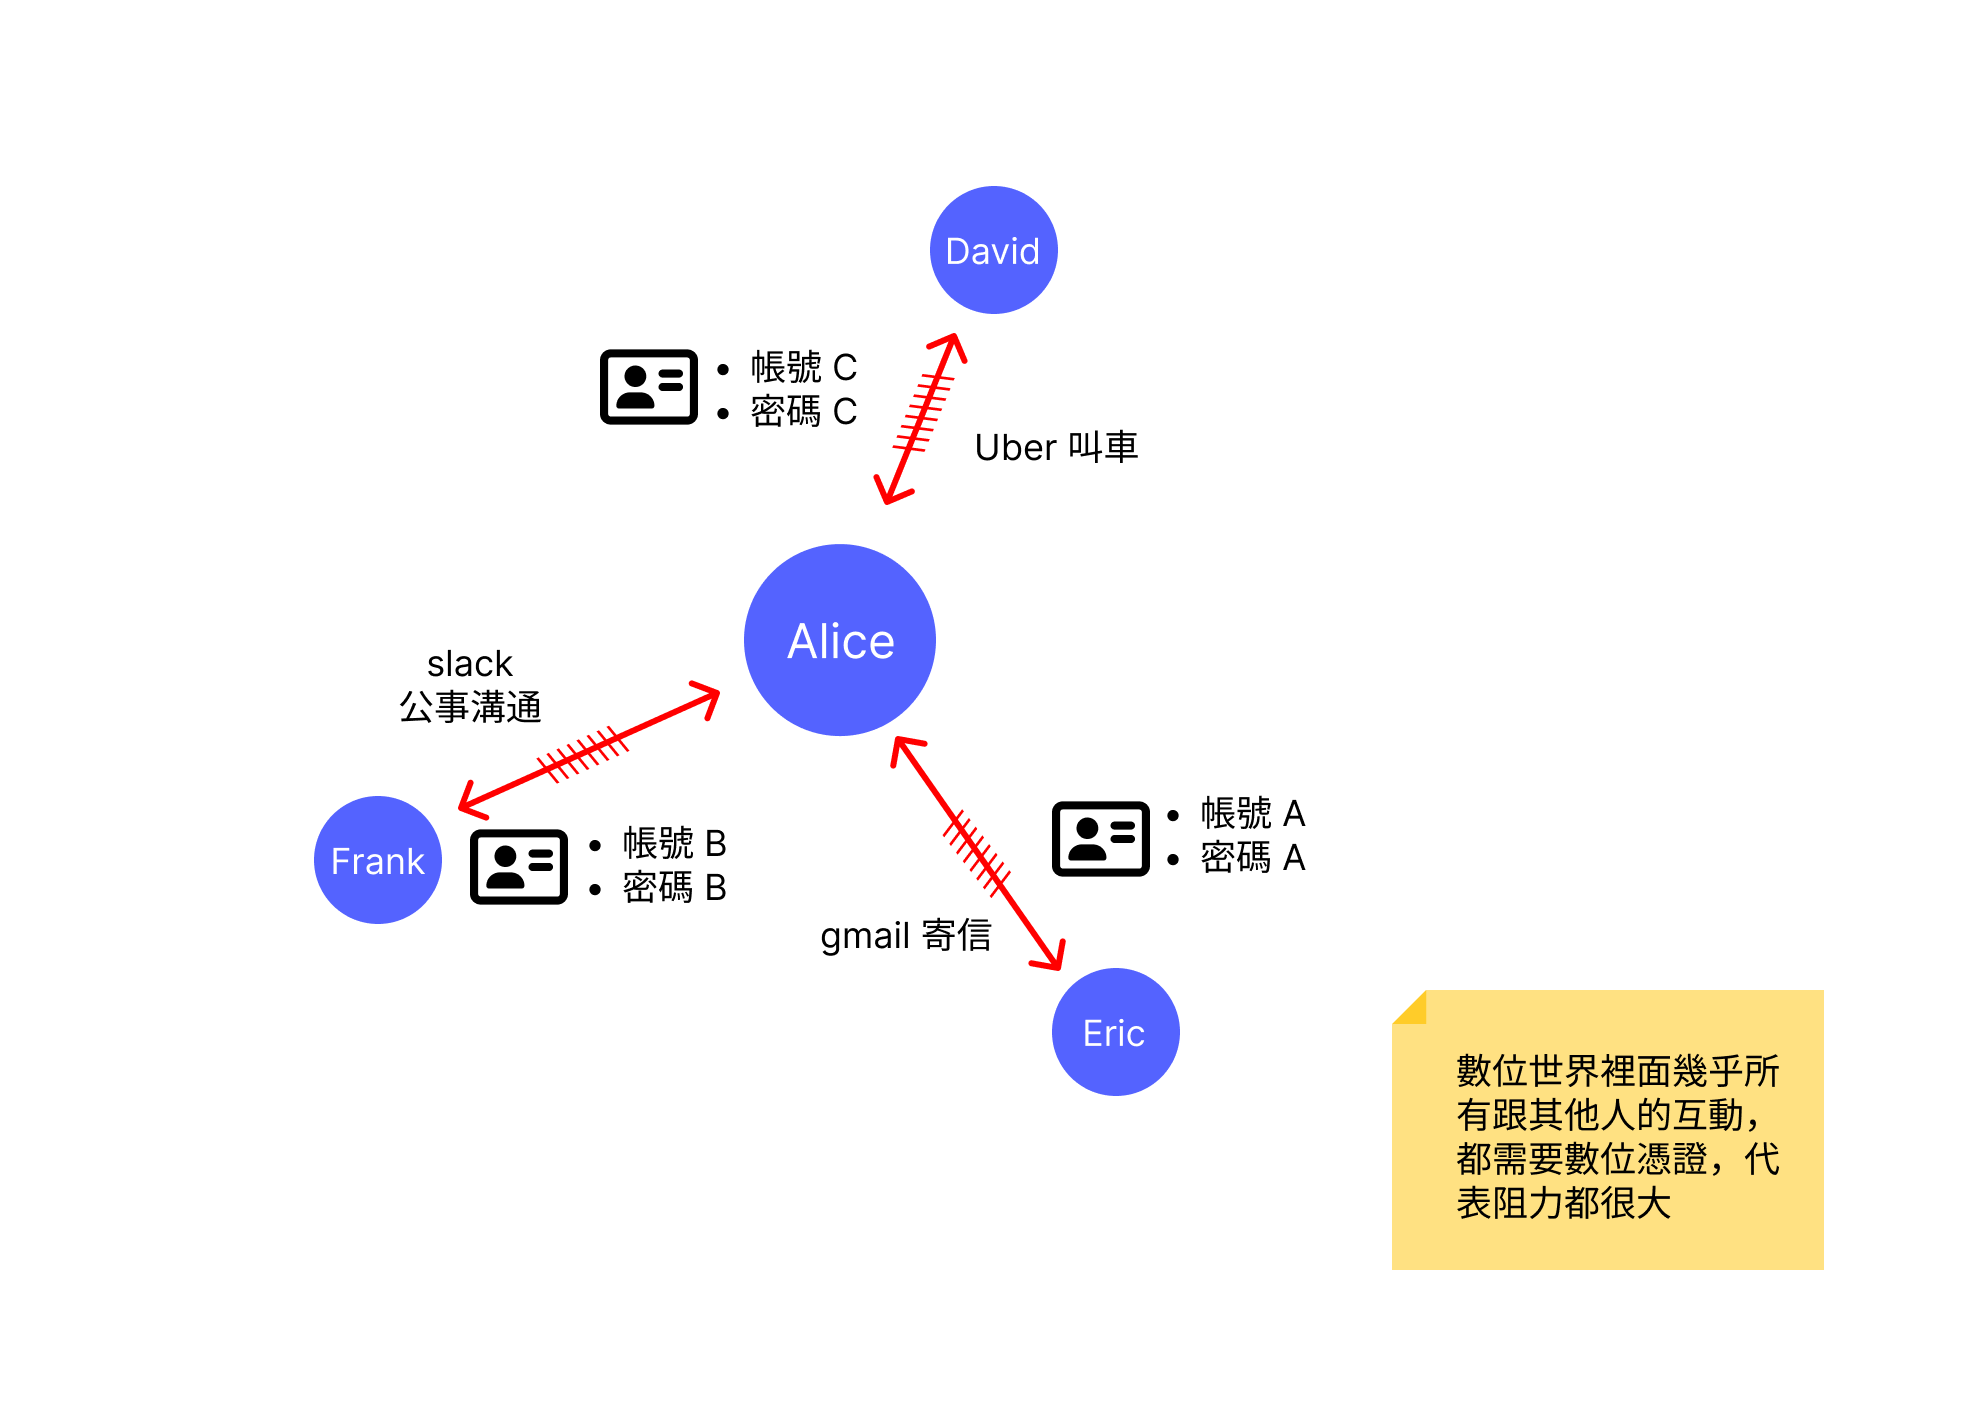 David
• 帳號 C
• 密碼 C
Uber 叫車
Alice
slack
公事溝通
Frank
• 帳號 B
• 密碼 B
• 帳號 A
• 密碼 A
gmail 寄信
Eric
數位世界裡面幾乎所
有跟其他人的互動，
都需要數位憑證，代
表阻力都很大